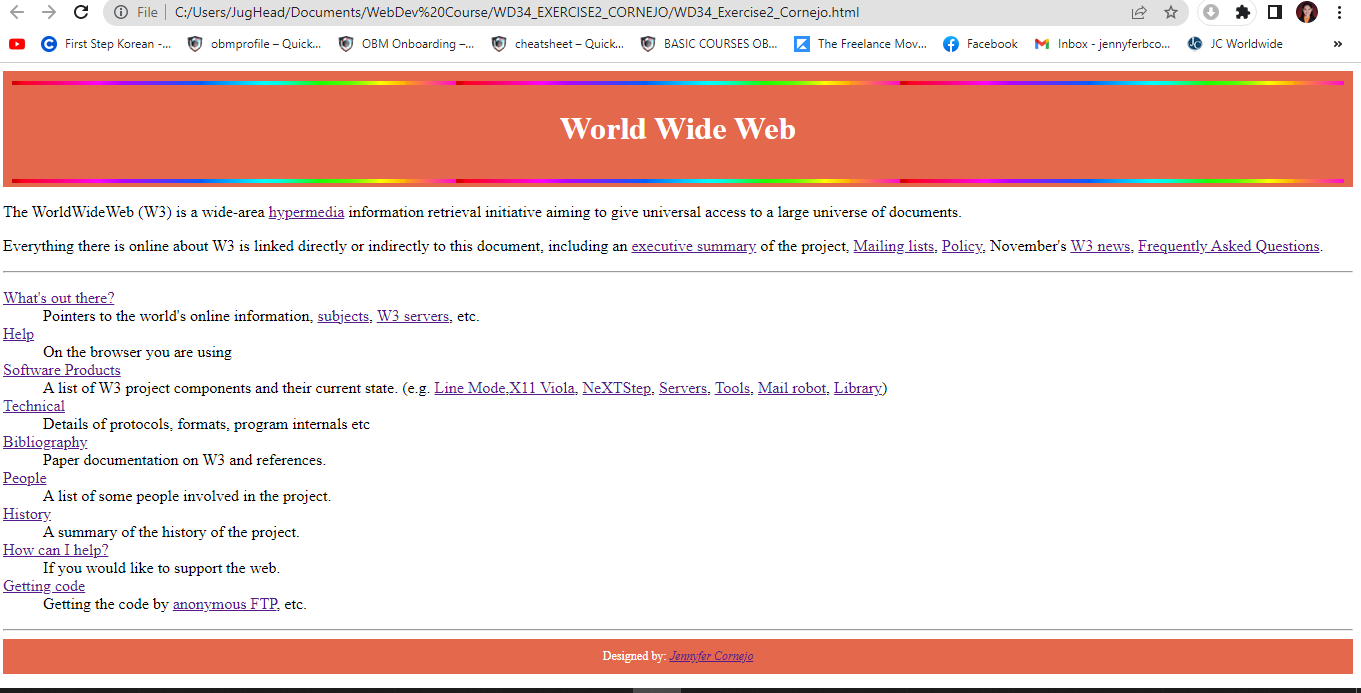 File | C:/Users/JugHead/Documents/WebDev%20Course/WD34_EXERCISE2_CORNEJO/WD34_Exercise2_Cornejo.html
First Step Korean -... obmprofile – Quick... OBM Onboarding –... cheatsheet – Quick... BASIC COURSES OB... The Freelance Mov... Facebook Inbox - jennyferbco... JC Worldwide »
World Wide Web
The WorldWideWeb (W3) is a wide-area hypermedia information retrieval initiative aiming to give universal access to a large universe of documents.
Everything there is online about W3 is linked directly or indirectly to this document, including an executive summary of the project, Mailing lists, Policy, November's W3 news, Frequently Asked Questions.
What's out there?
Pointers to the world's online information, subjects, W3 servers, etc.
Help
On the browser you are using
Software Products
A list of W3 project components and their current state. (e.g. Line Mode,X11 Viola, NeXTStep, Servers, Tools, Mail robot, Library)
Technical
Details of protocols, formats, program internals etc
Bibliography
Paper documentation on W3 and references.
People
A list of some people involved in the project.
History
A summary of the history of the project.
How can I help?
If you would like to support the web.
Getting code
Getting the code by anonymous FTP, etc.
Designed by: Jennyfer Cornejo